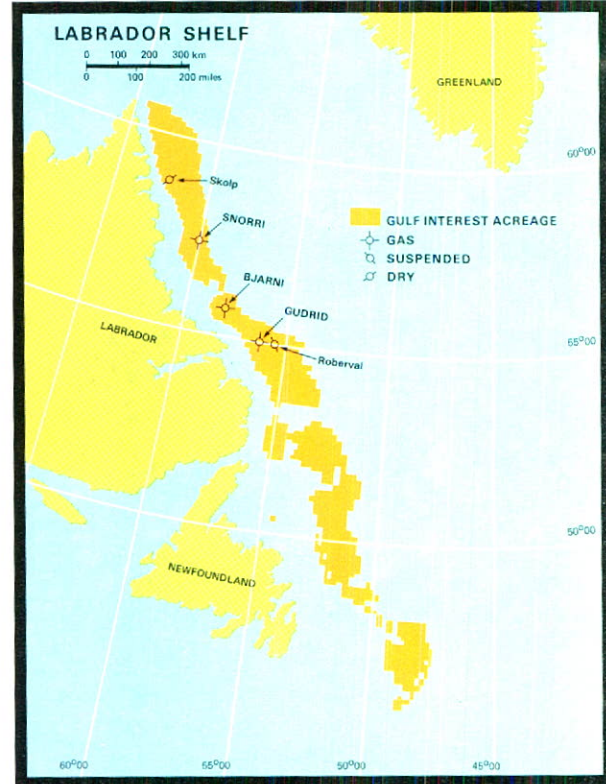 LABRADOR SHELF
0 100 200 300 km
0 100 200 miles
GREENLAND
60°00
Skolp
SNORRI
GULF INTEREST ACREAGE
GAS
SUSPENDED
DRY
BJARNI
GUDRID
LABRADOR
55°00
Roberval
50°00
NEWFOUNDLAND
60°00
55°00
50°00
45°00